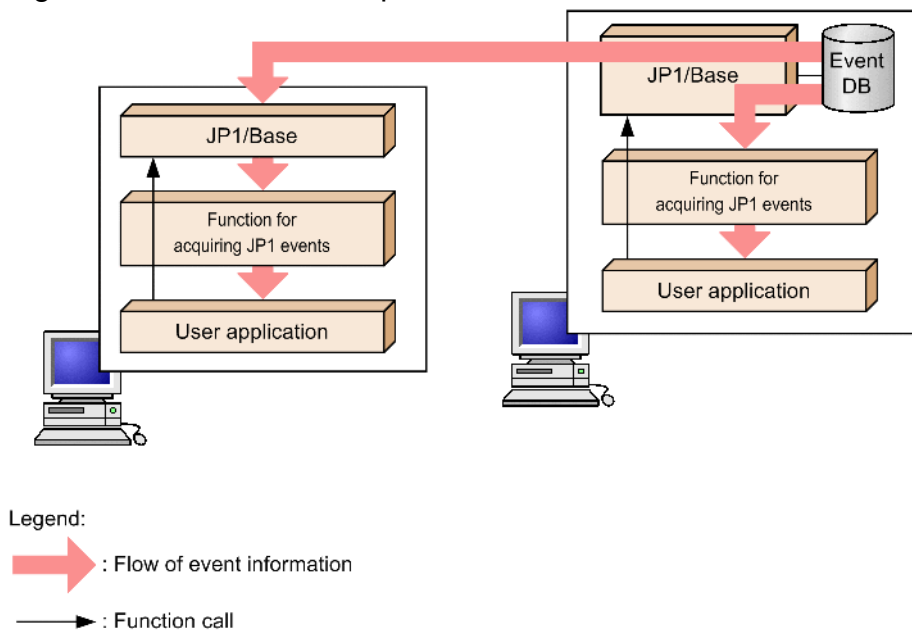 JP1/Base
Event
DB
JP1/Base
Function for
acquiring JP1 events
User application
Function for
acquiring JP1 events
User application
Legend:
: Flow of event information
: Function call